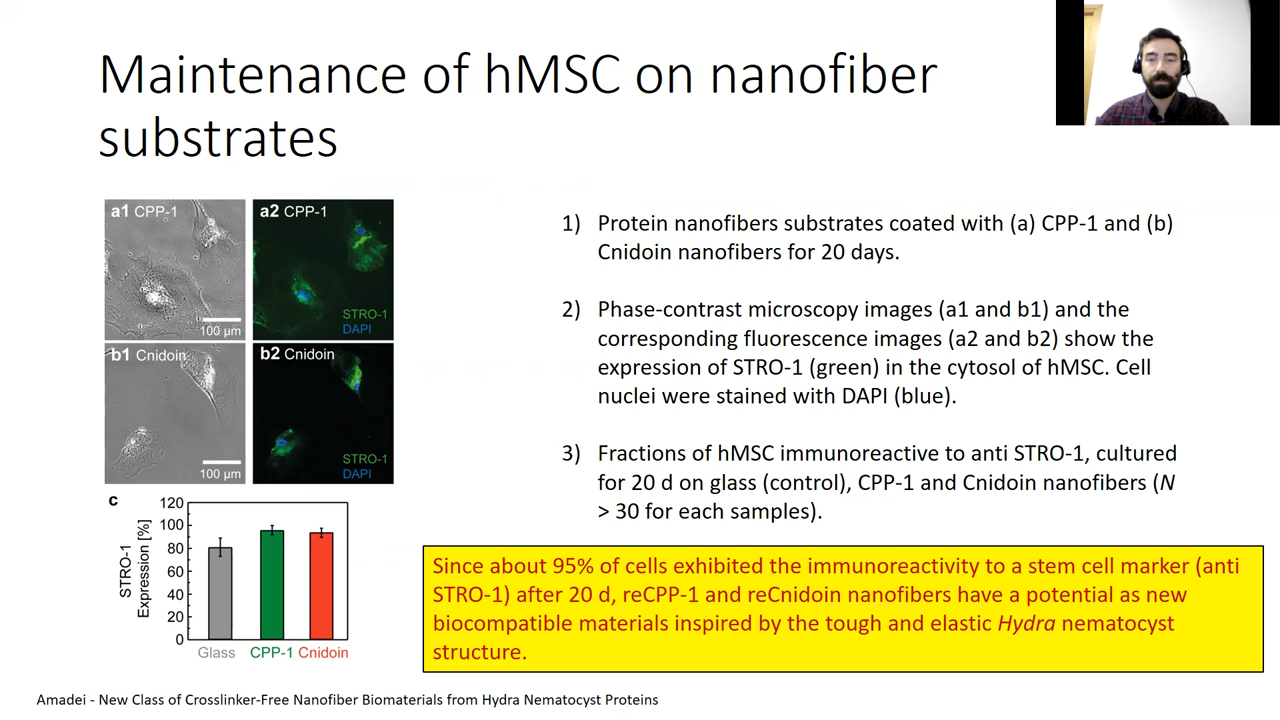 Maintenance of hMSC on nanofiber
substrates
a1 CPP-1
100 µm
a2 CPP-1
STRO-1
DAPI
b1 Cnidoin
100 µm
b2 Cnidoin
STRO-1
DAPI
c
STRO-1
Expression [%]
120
100
80
60
40
20
0
Glass CPP-1 Cnidoin
1) Protein nanofibers substrates coated with (a) CPP-1 and (b)
Cnidoin nanofibers for 20 days.
2) Phase-contrast microscopy images (a1 and b1) and the
corresponding fluorescence images (a2 and b2) show the
expression of STRO-1 (green) in the cytosol of hMSC. Cell
nuclei were stained with DAPI (blue).
3) Fractions of hMSC immunoreactive to anti STRO-1, cultured
for 20 d on glass (control), CPP-1 and Cnidoin nanofibers (N
> 30 for each samples).
Since about 95% of cells exhibited the immunoreactivity to a stem cell marker (anti
STRO-1) after 20 d, reCPP-1 and reCnidoin nanofibers have a potential as new
biocompatible materials inspired by the tough and elastic Hydra nematocyst
structure.
Amadei - New Class of Crosslinker-Free Nanofiber Biomaterials from Hydra Nematocyst Proteins